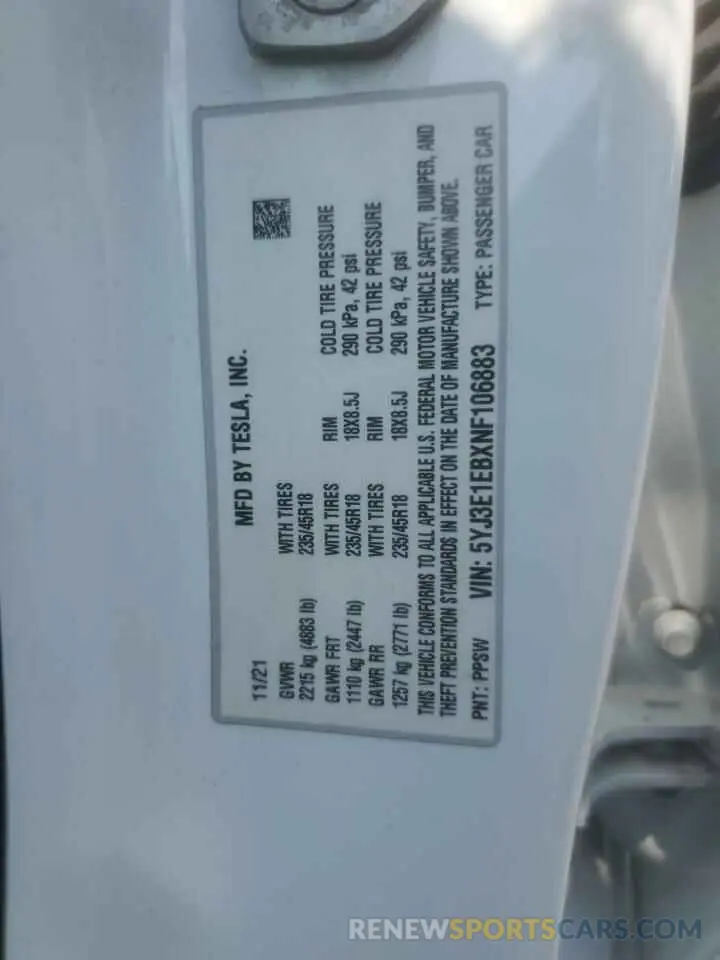 MFD BY TESLA, INC.
11/21
GVWR WITH TIRES
2215 kg (4883 lb) 235/45R18
GAWR FRT WITH TIRES RIM COLD TIRE PRESSURE
1110 kg (2447 lb) 235/45R18 18X8.5J 290 kPa, 42 psi
GAWR RR WITH TIRES RIM COLD TIRE PRESSURE
1257 kg (2771 lb) 235/45R18 18X8.5J 290 kPa, 42 psi
THIS VEHICLE CONFORMS TO ALL APPLICABLE U.S. FEDERAL MOTOR VEHICLE SAFETY, BUMPER, AND
THEFT PREVENTION STANDARDS IN EFFECT ON THE DATE OF MANUFACTURE SHOWN ABOVE.
PNT: PPSW VIN: 5YJ3E1EBXNF106883 TYPE: PASSENGER CAR
RENEWSPORTSCARS.COM